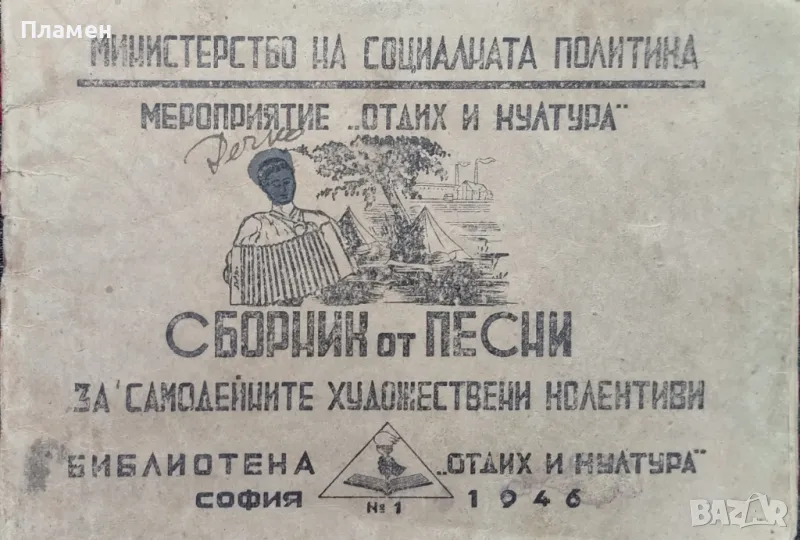 Пламен
МИНИСТЕРСТВО НА СОЦИАЛНАТА ПОЛИТИКА
МЕРОПРИЯТИЕ „ОТДИХ И КУЛТУРА“
СБОРНИК от ПЕСНИ
ЗА САМОДЕЙНИТЕ ХУДОЖЕСТВЕНИ КОЛЕКТИВИ
БИБЛИОТЕКА „ОТДИХ И КУЛТУРА“
СОФИЯ № 1 1946
BAZAR